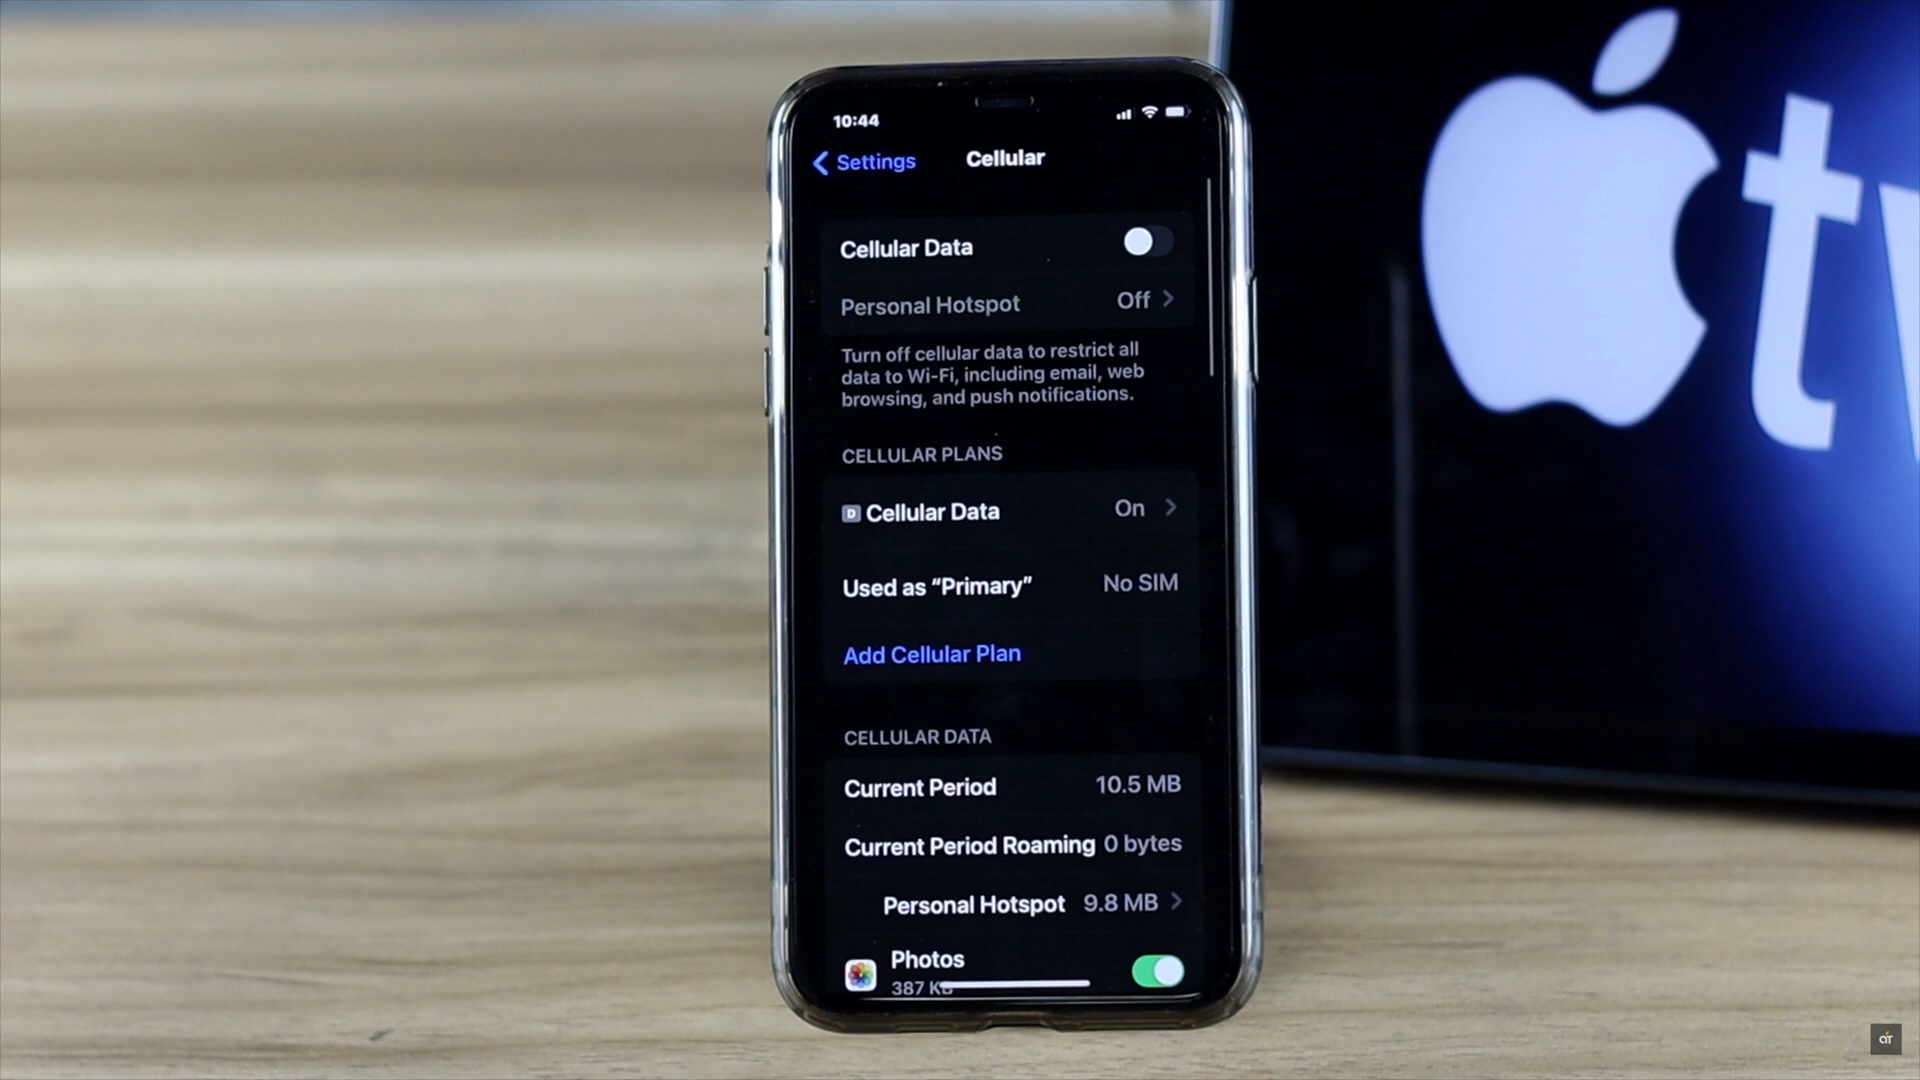 10:44
Settings
Cellular
Cellular Data
Personal Hotspot Off
Turn off cellular data to restrict all
data to Wi-Fi, including email, web
browsing, and push notifications.
CELLULAR PLANS
D Cellular Data On
Used as “Primary” No SIM
Add Cellular Plan
CELLULAR DATA
Current Period 10.5 MB
Current Period Roaming 0 bytes
Personal Hotspot 9.8 MB
Photos
387 KB
tv